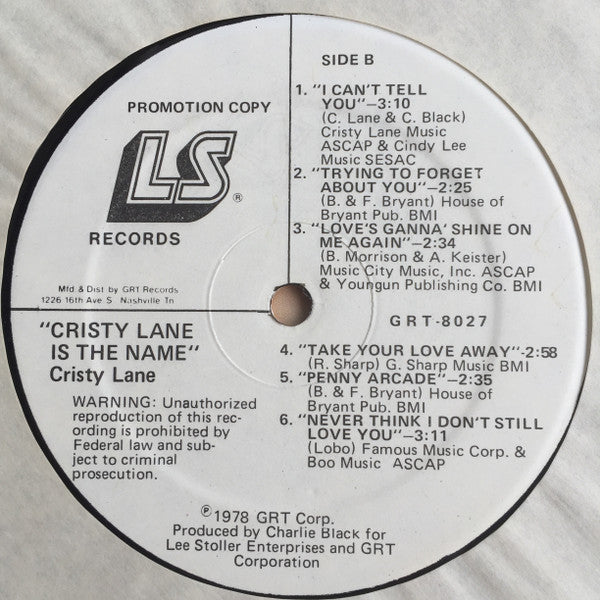 PROMOTION COPY
LS
®
RECORDS
Mfd & Dist by GRT Records
1226 16th Ave S Nashville Tn
"CRISTY LANE
IS THE NAME"
Cristy Lane
WARNING: Unauthorized
reproduction of this rec-
ording is prohibited by
Federal law and sub-
ject to criminal
prosecution.
SIDE B
1. "I CAN'T TELL
YOU"—3:10
(C. Lane & C. Black)
Cristy Lane Music
ASCAP & Cindy Lee
Music SESAC
2. "TRYING TO FORGET
ABOUT YOU"—2:25
(B. & F. Bryant) House of
Bryant Pub. BMI
3. "LOVE'S GANNA' SHINE ON
ME AGAIN"—2:34
(B. Morrison & A. Keister)
Music City Music, Inc. ASCAP
& Youngun Publishing Co. BMI
GRT-8027
4. "TAKE YOUR LOVE AWAY"-2:58
(R. Sharp) G. Sharp Music BMI
5. "PENNY ARCADE"—2:35
(B. & F. Bryant) House of
Bryant Pub. BMI
6. "NEVER THINK I DON'T STILL
LOVE YOU"—3:11
(Lobo) Famous Music Corp. &
Boo Music ASCAP
℗1978 GRT Corp.
Produced by Charlie Black for
Lee Stoller Enterprises and GRT
Corporation